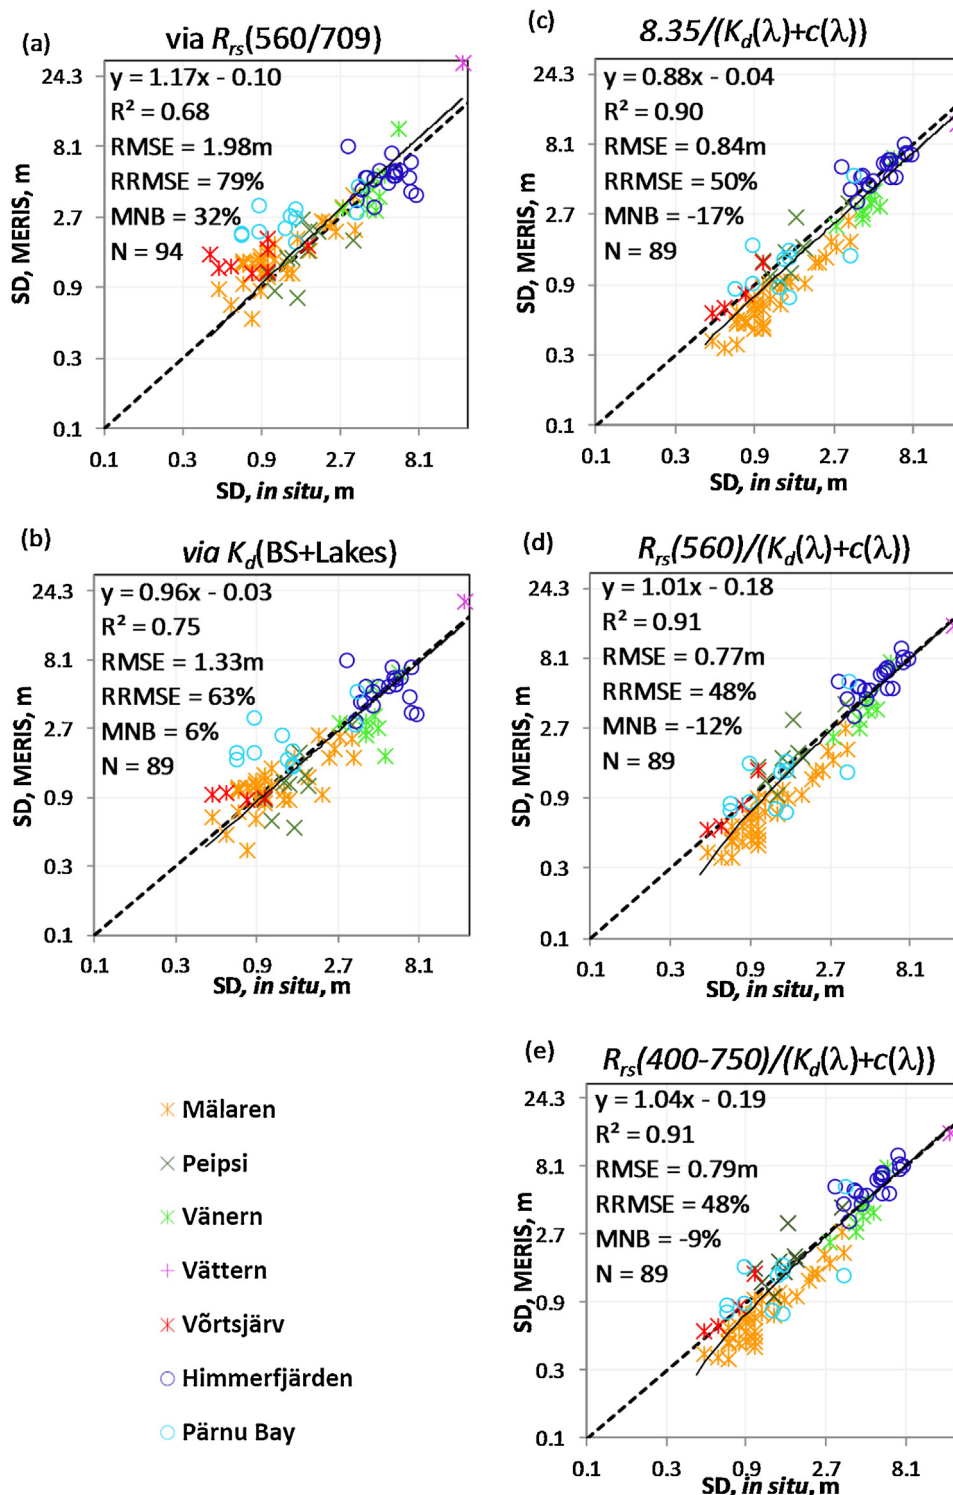 (a)
via Rrs(560/709)
y = 1.17x - 0.10
R² = 0.68
RMSE = 1.98m
RRMSE = 79%
MNB = 32%
N = 94
24.3
8.1
2.7
0.9
0.3
0.1
SD, MERIS, m
0.1 0.3 0.9 2.7 8.1
SD, in situ, m
(b)
via Kd(BS+Lakes)
y = 0.96x - 0.03
R² = 0.75
RMSE = 1.33m
RRMSE = 63%
MNB = 6%
N = 89
24.3
8.1
2.7
0.9
0.3
0.1
SD, MERIS, m
0.1 0.3 0.9 2.7 8.1
SD, in situ, m
Mälaren
Peipsi
Vänern
Vättern
Võrtsjärv
Himmerfjärden
Pärnu Bay
(c)
8.35/(Kd(λ)+c(λ))
y = 0.88x - 0.04
R² = 0.90
RMSE = 0.84m
RRMSE = 50%
MNB = -17%
N = 89
24.3
8.1
2.7
0.9
0.3
0.1
SD, MERIS, m
0.1 0.3 0.9 2.7 8.1
SD, in situ, m
(d)
Rrs(560)/(Kd(λ)+c(λ))
y = 1.01x - 0.18
R² = 0.91
RMSE = 0.77m
RRMSE = 48%
MNB = -12%
N = 89
24.3
8.1
2.7
0.9
0.3
0.1
SD, MERIS, m
0.1 0.3 0.9 2.7 8.1
SD, in situ, m
(e)
Rrs(400-750)/(Kd(λ)+c(λ))
y = 1.04x - 0.19
R² = 0.91
RMSE = 0.79m
RRMSE = 48%
MNB = -9%
N = 89
24.3
8.1
2.7
0.9
0.3
0.1
SD, MERIS, m
0.1 0.3 0.9 2.7 8.1
SD, in situ, m